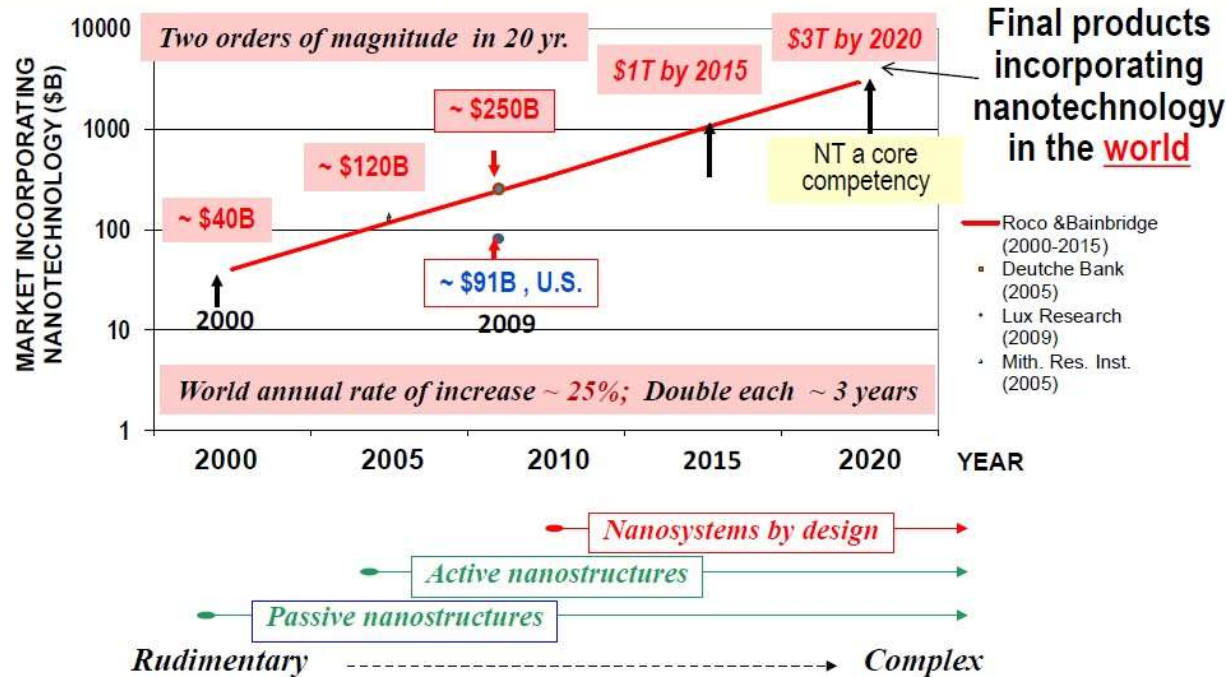 10000
1000
100
10
1
MARKET INCORPORATING
NANOTECHNOLOGY ($B)
Two orders of magnitude in 20 yr.
~ $40B
~ $120B
~ $250B
$1T by 2015
$3T by 2020
NT a core
competency
~ $91B , U.S.
2000
2009
World annual rate of increase ~ 25%; Double each ~ 3 years
2000
2005
2010
2015
2020
YEAR
Final products
incorporating
nanotechnology
in the world
Roco &Bainbridge
(2000-2015)
Deutche Bank
(2005)
Lux Research
(2009)
Mith. Res. Inst.
(2005)
Nanosystems by design
Active nanostructures
Passive nanostructures
Rudimentary
Complex